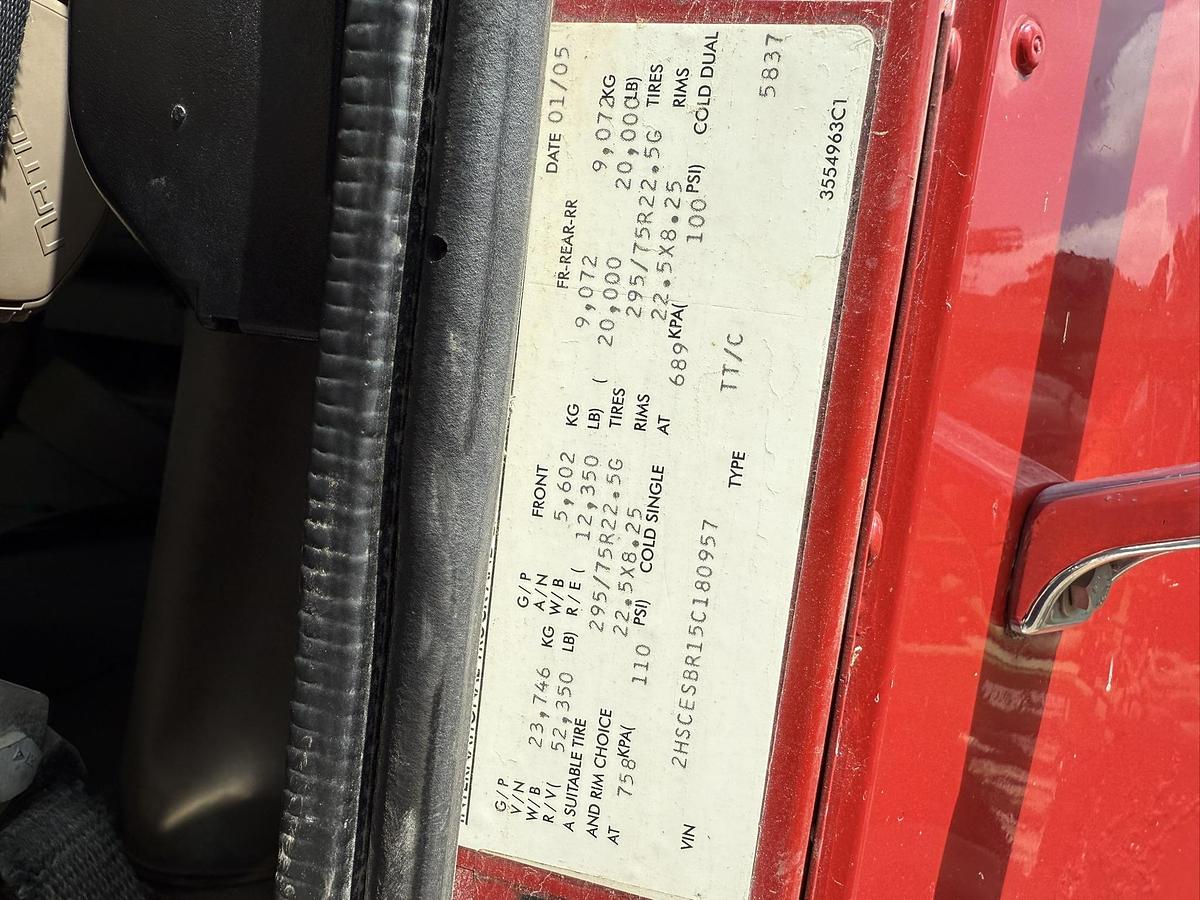 DATE 01/05
G/P G/P FRONT FR-REAR-RR
V/N A/N
W/B 23,746 KG W/B 5,602 KG 9,072 9,072KG
R/V( 52,350 LB) R/E( 12,350 LB) ( 20,000 20,000LB)
A SUITABLE TIRE 295/75R22.5G TIRES 295/75R22.5G TIRES
AND RIM CHOICE 22.5X8.25 RIMS 22.5X8.25 RIMS
AT 758KPA( 110 PSI) COLD SINGLE AT 689KPA( 100PSI) COLD DUAL
VIN 2HSCESBR15C180957 TYPE TT/C 5837
3554963C1